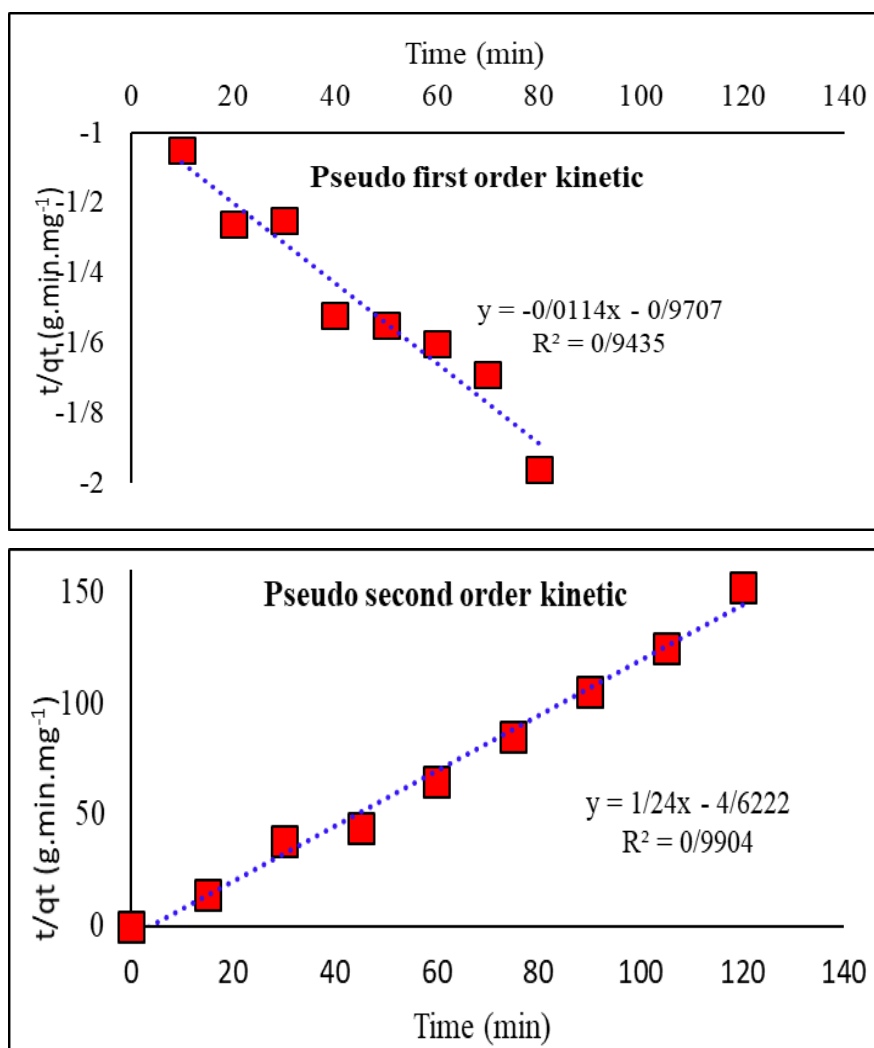 Time (min)
0 20 40 60 80 100 120 140
-1
-1/2
-1/4
-1/6
-1/8
-2
t/qt,(g.min.mg⁻¹)
Pseudo first order kinetic
y = -0/0114x - 0/9707
R² = 0/9435
150
100
50
0
t/qt (g.min.mg⁻¹)
Pseudo second order kinetic
y = 1/24x - 4/6222
R² = 0/9904
0 20 40 60 80 100 120 140
Time (min)